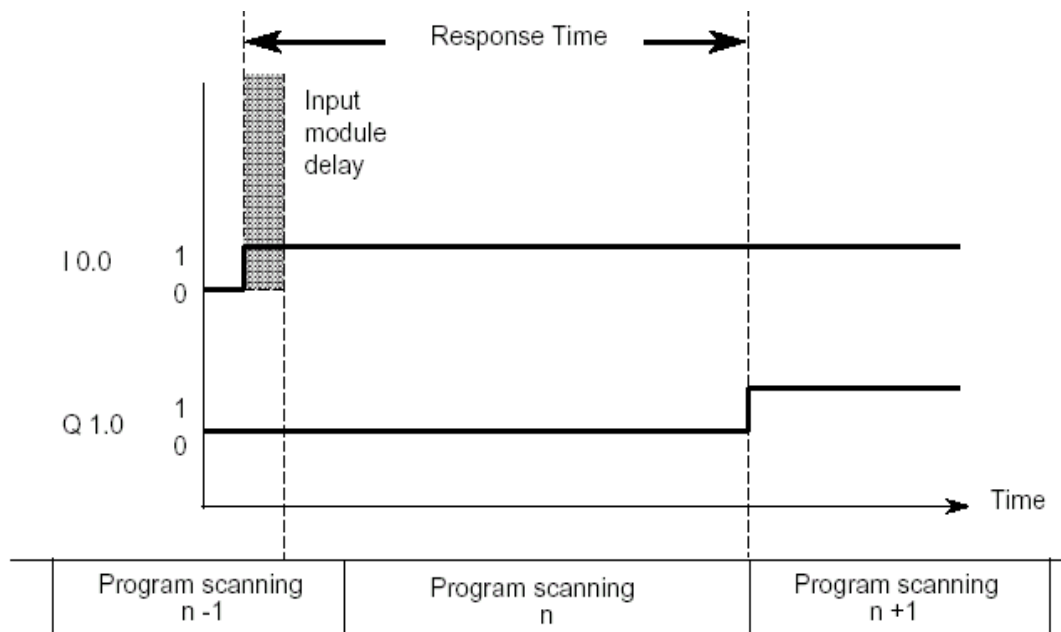 Response Time
Input
module
delay
I 0.0
1
0
Q 1.0
1
0
Time
Program scanning
n -1
Program scanning
n
Program scanning
n +1